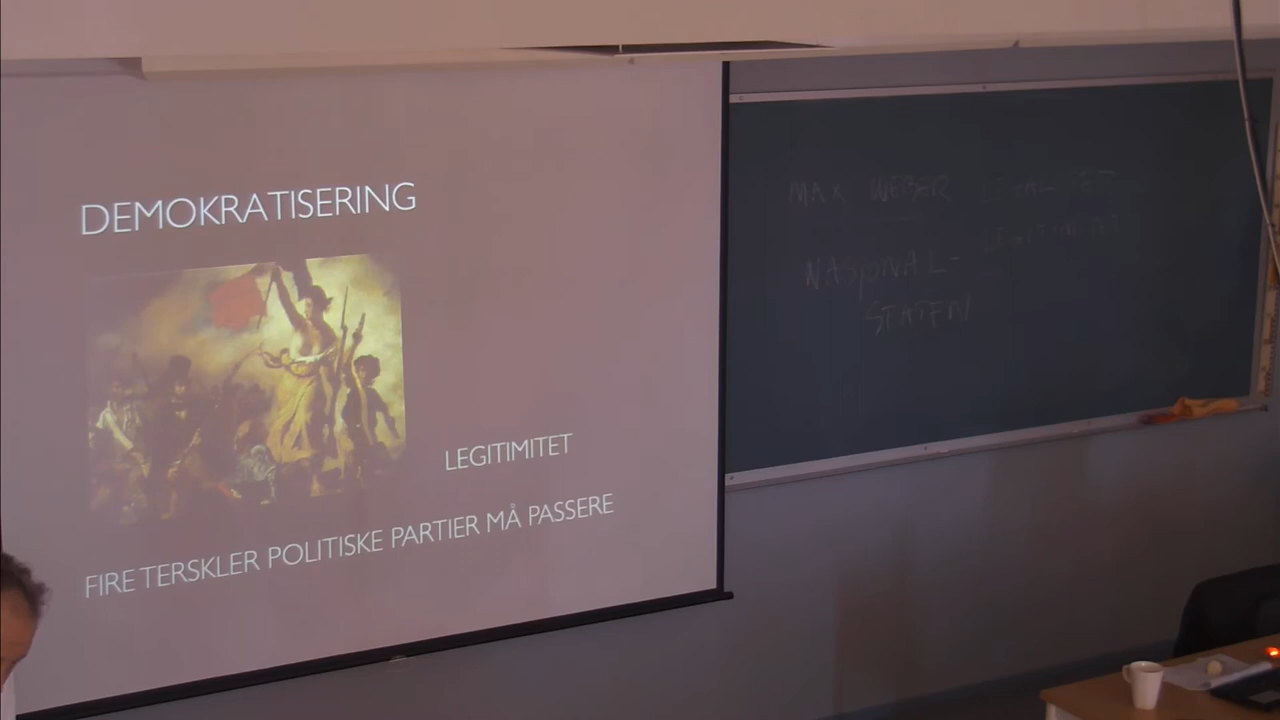 DEMOKRATISERING
LEGITIMITET
FIRE TERSKLER POLITISKE PARTIER MÅ PASSERE
MAX WEBER
NASJONAL-
STATEN